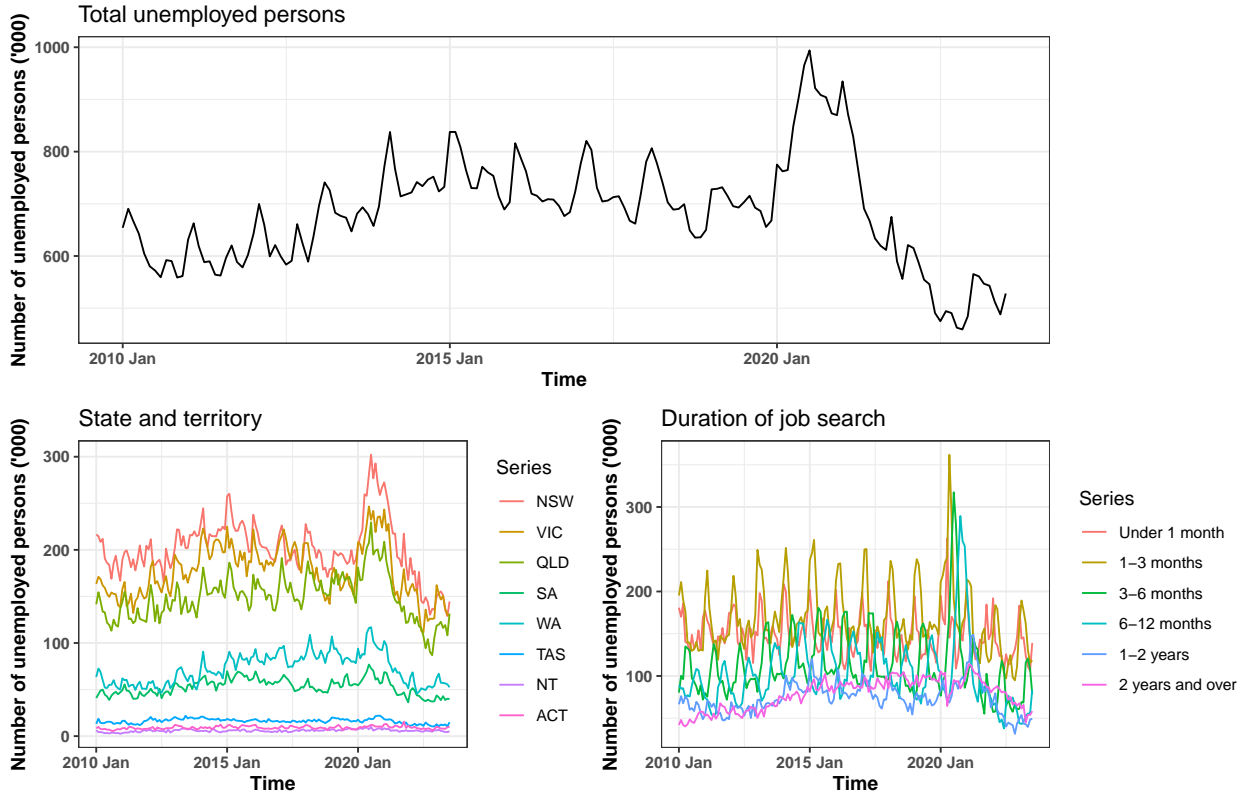 Total unemployed persons
Number of unemployed persons ('000)
1000
800
600
2010 Jan
2015 Jan
2020 Jan
Time
State and territory
Number of unemployed persons ('000)
300
200
100
0
2010 Jan
2015 Jan
2020 Jan
Time
Series
NSW
VIC
QLD
SA
WA
TAS
NT
ACT
Duration of job search
Number of unemployed persons ('000)
300
200
100
2010 Jan
2015 Jan
2020 Jan
Time
Series
Under 1 month
1−3 months
3−6 months
6−12 months
1−2 years
2 years and over